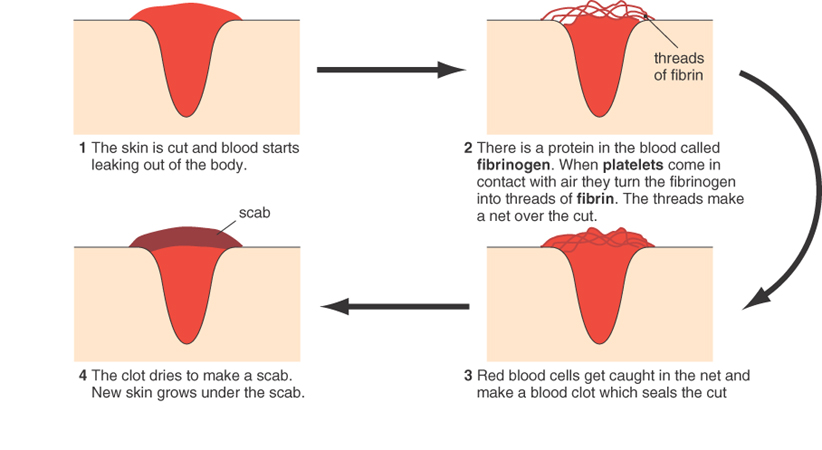 threads
of fibrin
1 The skin is cut and blood starts
leaking out of the body.
2 There is a protein in the blood called
fibrinogen. When platelets come in
contact with air they turn the fibrinogen
into threads of fibrin. The threads make
a net over the cut.
3 Red blood cells get caught in the net and
make a blood clot which seals the cut
scab
4 The clot dries to make a scab.
New skin grows under the scab.